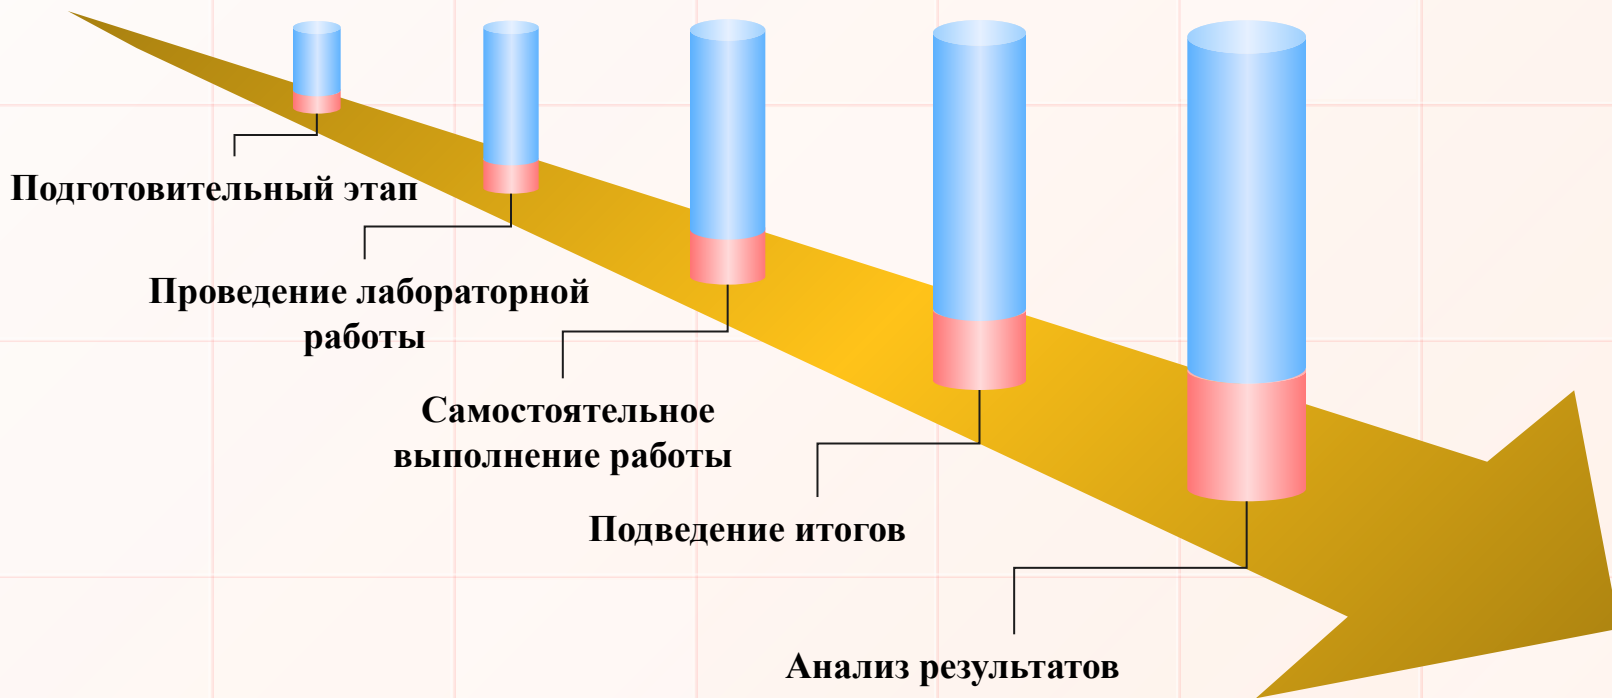 Подготовительный этап
Проведение лабораторной
работы
Самостоятельное
выполнение работы
Подведение итогов
Анализ результатов